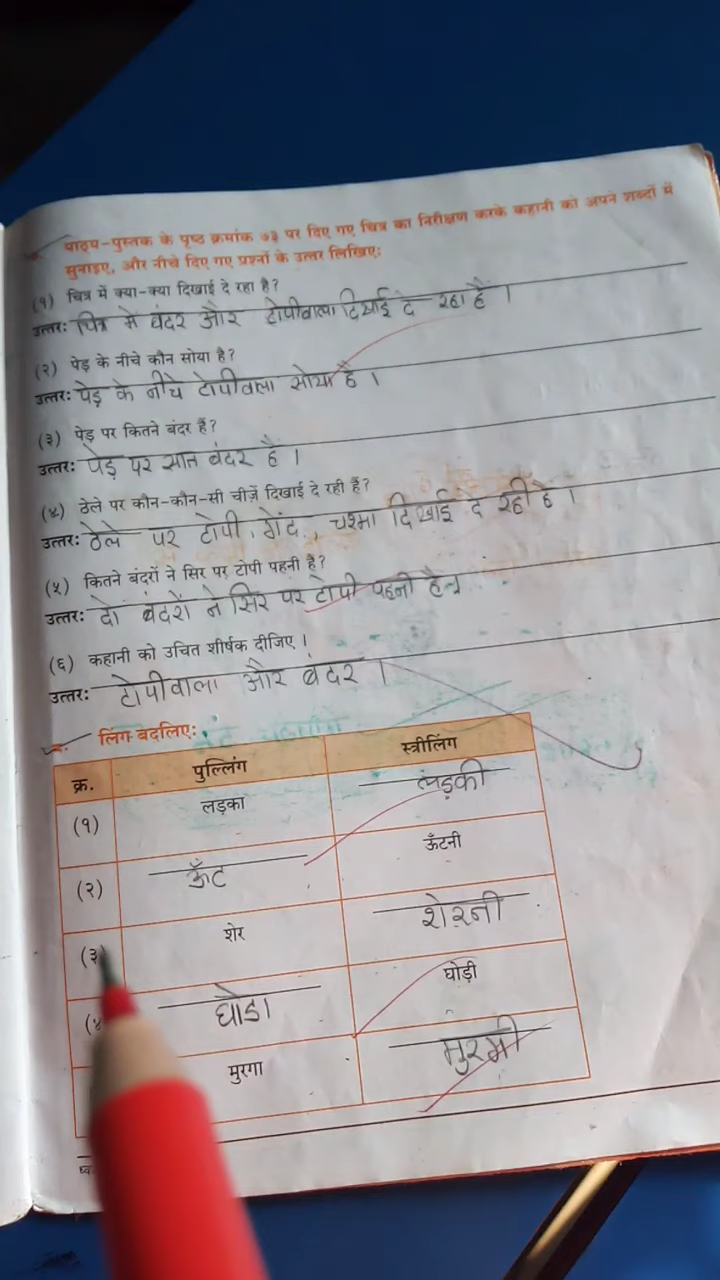 पाठ्य-पुस्तक के पृष्ठ क्रमांक ७३ पर दिए गए चित्र का निरीक्षण करके कहानी को अपने शब्दों में
सुनाइए, और नीचे दिए गए प्रश्नों के उत्तर लिखिए:
(१) चित्र में क्या-क्या दिखाई दे रहा है?
उत्तर: चित्र में बंदर और टोपीवाला दिखाई दे रहा है ।
(२) पेड़ के नीचे कौन सोया है?
उत्तर: पेड़ के नीचे टोपीवाला सोया है ।
(३) पेड़ पर कितने बंदर हैं?
उत्तर: पेड़ पर सात बंदर है ।
(४) ठेले पर कौन-कौन-सी चीज़ें दिखाई दे रही हैं?
उत्तर: ठेले पर टोपी, गेंद, चश्मा दिखाई दे रही है ।
(५) कितने बंदरों ने सिर पर टोपी पहनी है?
उत्तर: दो बंदरों ने सिर पर टोपी पहनी है ।
(६) कहानी को उचित शीर्षक दीजिए ।
उत्तर: टोपीवाला और बंदर ।
लिंग बदलिए:
क्र. पुल्लिंग स्त्रीलिंग
(१) लड़का लड़की
(२) ऊँट ऊँटनी
(३) शेर शेरनी
(४ घोडा घोड़ी
मुरगा मुरगी